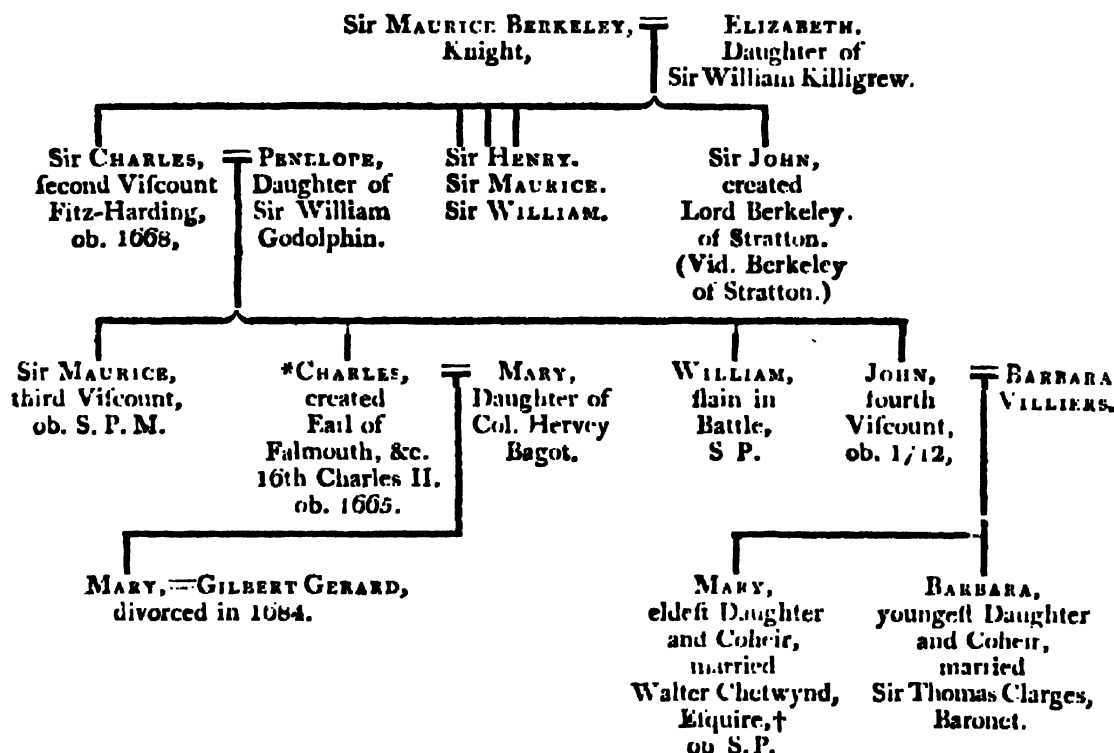 Sir MAURICE BERKELEY,
Knight,
ELIZABETH.
Daughter of
Sir William Killigrew.
Sir CHARLES,
ſecond Viſcount
Fitz-Harding,
ob. 1668,
PENELOPE,
Daughter of
Sir William
Godolphin.
Sir HENRY.
Sir MAURICE.
Sir WILLIAM.
Sir JOHN,
created
Lord Berkeley.
of Stratton.
(Vid. Berkeley
of Stratton.)
Sir MAURICE,
third Viſcount,
ob. S. P. M.
*CHARLES,
created
Earl of
Falmouth, &c.
16th Charles II.
ob. 1665.
MARY,
Daughter of
Col. Hervey
Bagot.
WILLIAM,
ſlain in
Battle,
S P.
JOHN,
fourth
Viſcount,
ob. 1712,
BARBARA
VILLIERS.
MARY,=GILBERT GERARD,
divorced in 1684.
MARY,
eldeſt Daughter
and Coheir,
married
Walter Chetwynd,
Eſquire,†
ob S.P.
BARBARA,
youngeſt Daughter
and Coheir,
married
Sir Thomas Clarges,
Baronet.